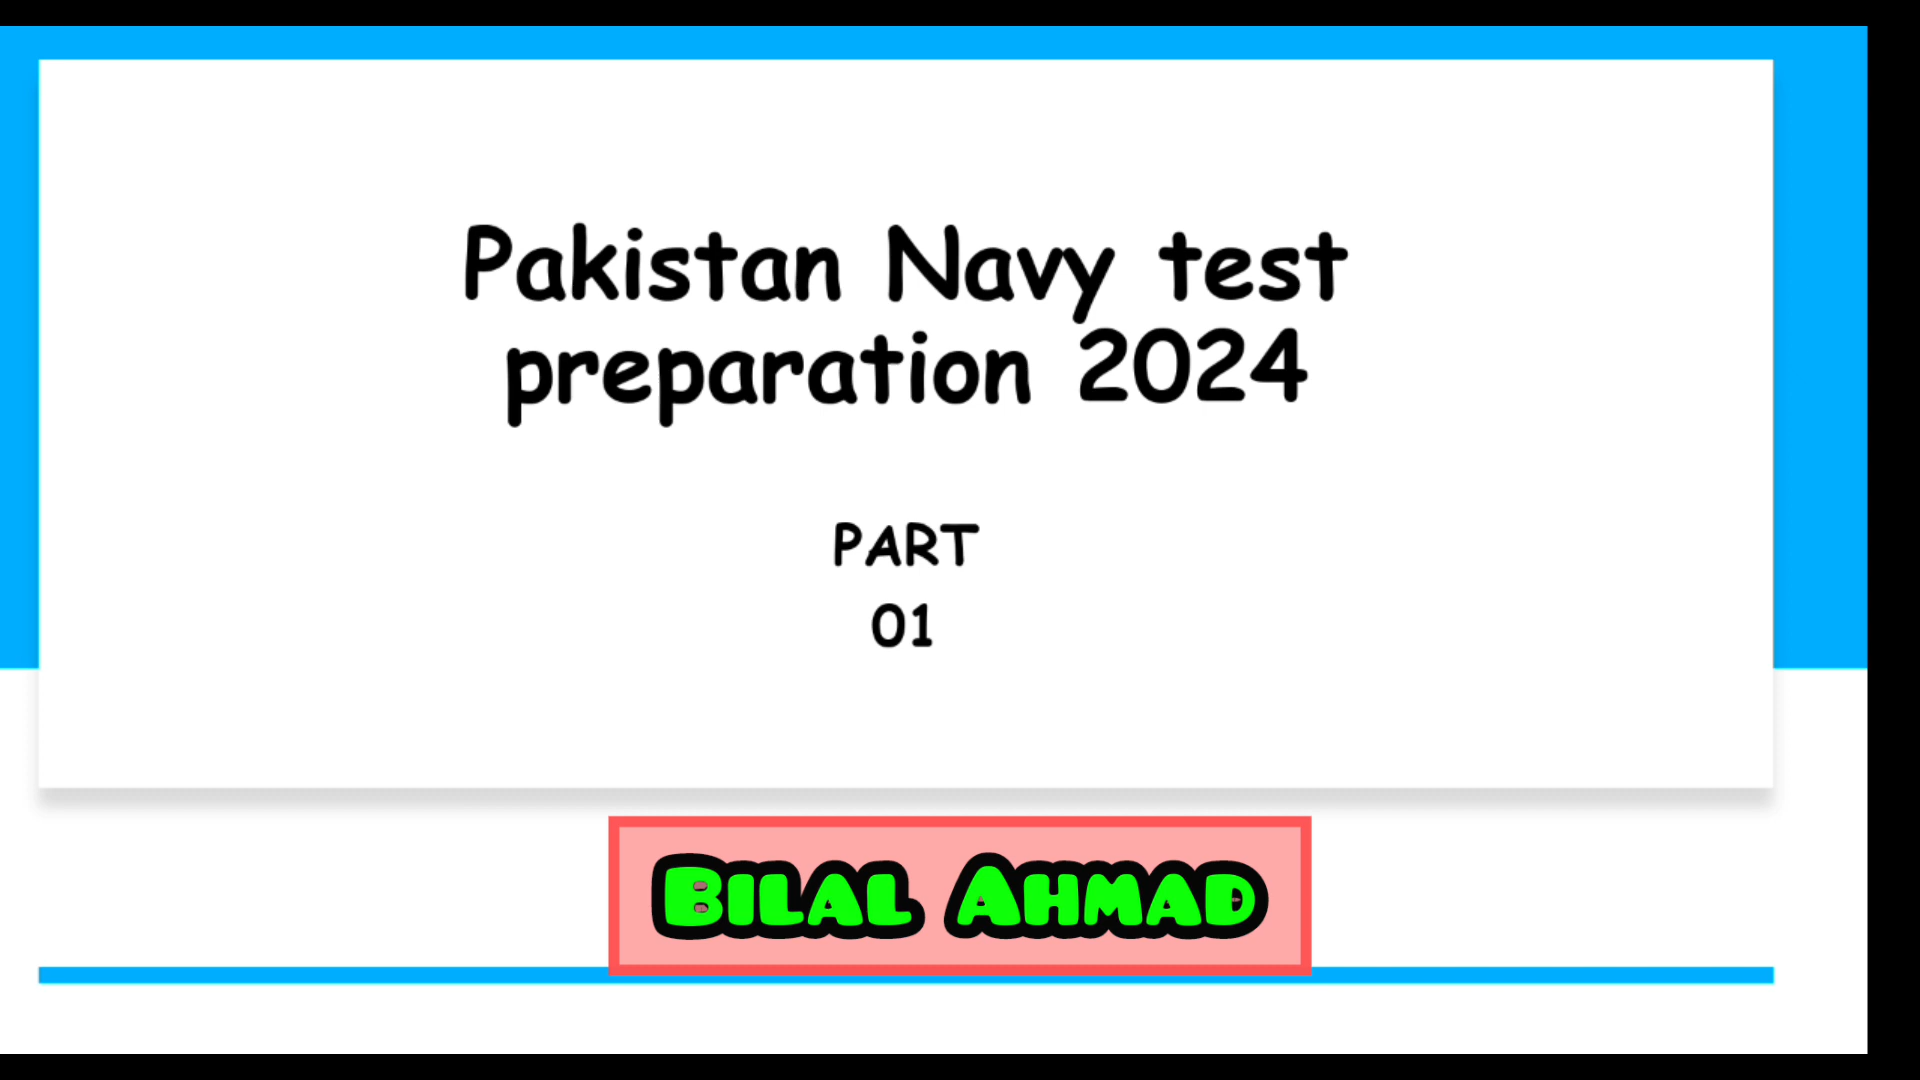 Pakistan Navy test
preparation 2024
PART
01
BILAL AHMAD